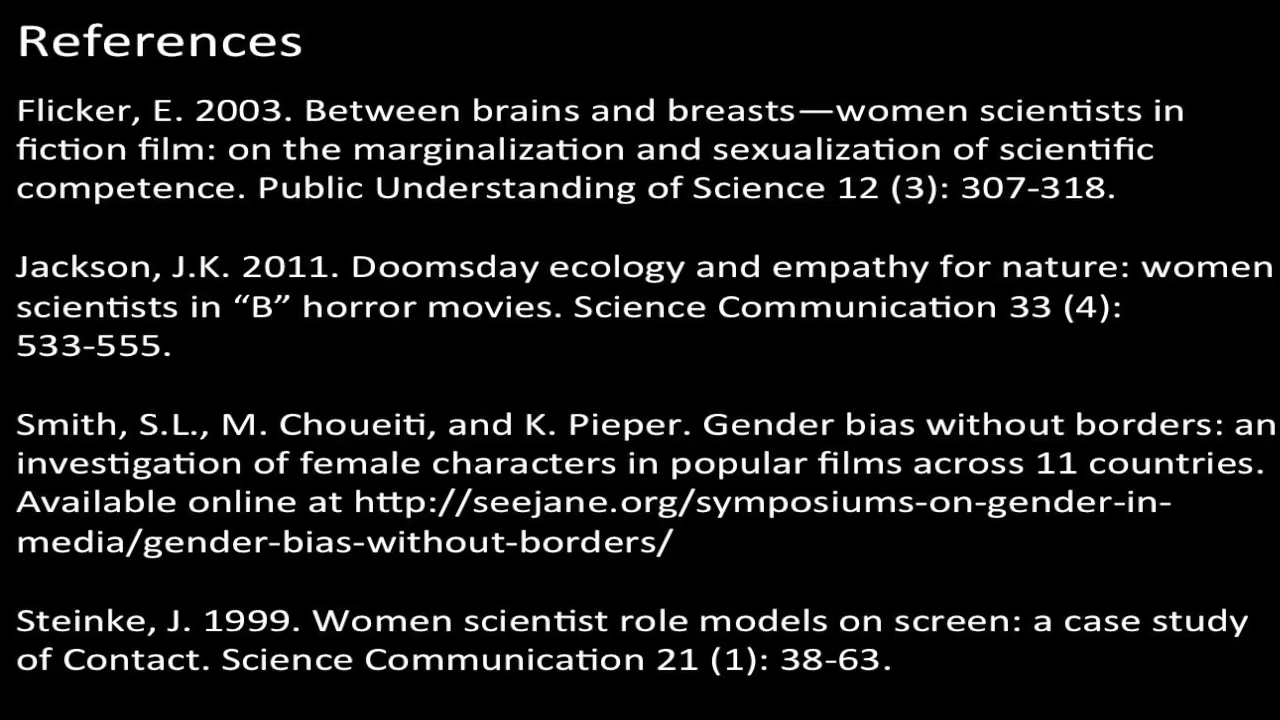 References
Flicker, E. 2003. Between brains and breasts—women scientists in
fiction film: on the marginalization and sexualization of scientific
competence. Public Understanding of Science 12 (3): 307-318.
Jackson, J.K. 2011. Doomsday ecology and empathy for nature: women
scientists in “B” horror movies. Science Communication 33 (4):
533-555.
Smith, S.L., M. Choueiti, and K. Pieper. Gender bias without borders: an
investigation of female characters in popular films across 11 countries.
Available online at http://seejane.org/symposiums-on-gender-in-
media/gender-bias-without-borders/
Steinke, J. 1999. Women scientist role models on screen: a case study
of Contact. Science Communication 21 (1): 38-63.